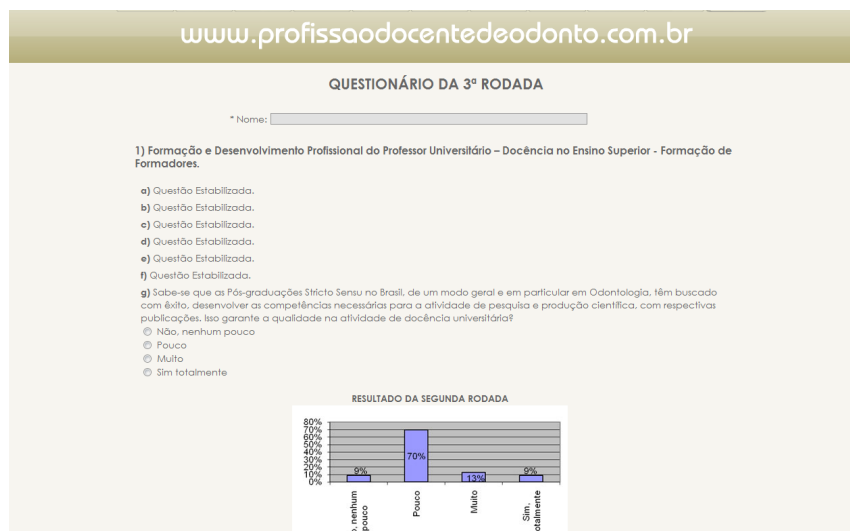 www.profissaodocentedeodonto.com.br
QUESTIONÁRIO DA 3ª RODADA
* Nome:
1) Formação e Desenvolvimento Profissional do Professor Universitário – Docência no Ensino Superior - Formação de
Formadores.
a) Questão Estabilizada.
b) Questão Estabilizada.
c) Questão Estabilizada.
d) Questão Estabilizada.
e) Questão Estabilizada.
f) Questão Estabilizada.
g) Sabe-se que as Pós-graduações Stricto Sensu no Brasil, de um modo geral e em particular em Odontologia, têm buscado
com êxito, desenvolver as competências necessárias para a atividade de pesquisa e produção científica, com respectivas
publicações. Isso garante a qualidade na atividade de docência universitária?
Não, nenhum pouco
Pouco
Muito
Sim totalmente
RESULTADO DA SEGUNDA RODADA
80%
70%
60%
50%
40%
30%
20%
10%
0%
9%
70%
13%
9%
nenhum
pouco
Pouco
Muito
Sim.
otalmente